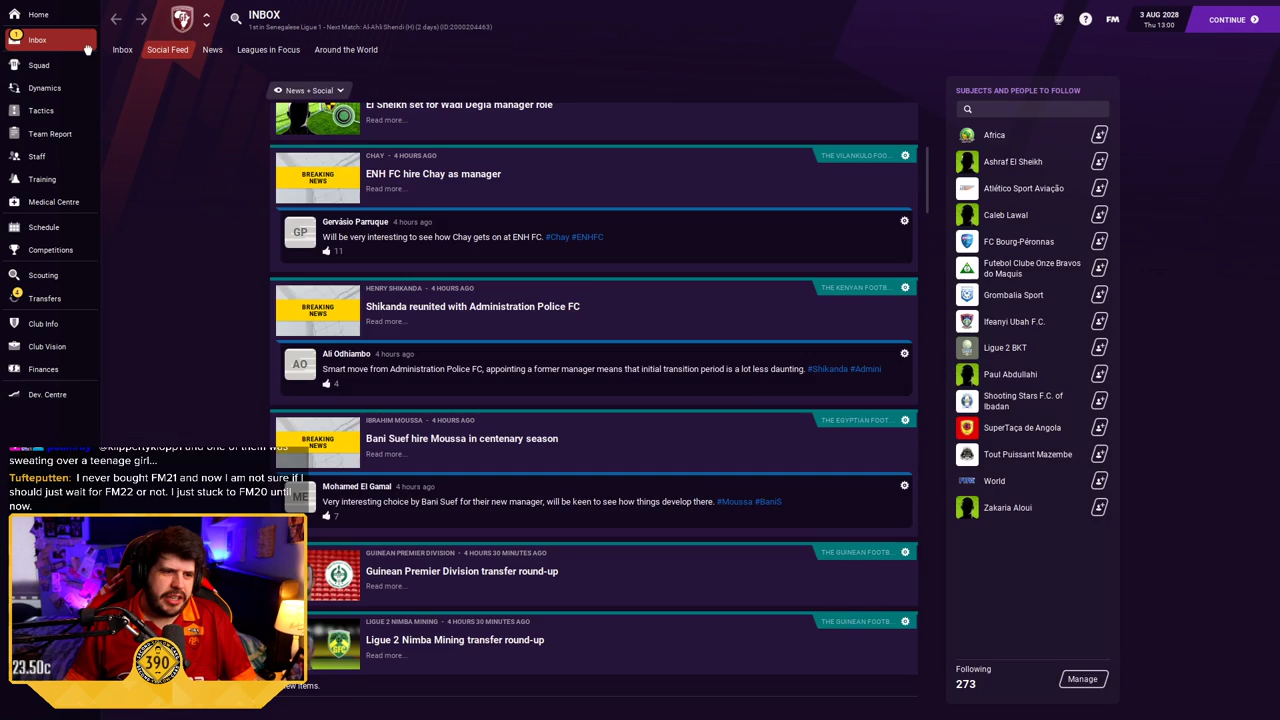 Home
1
Inbox
Squad
Dynamics
Tactics
Team Report
Staff
Training
Medical Centre
Schedule
Competitions
Scouting
4
Transfers
Club Info
Club Vision
Finances
Dev. Centre
INBOX
1st in Senegalese Ligue 1 - Next Match: Al-Ahli Shendi (H) (2 days) (ID:2000204463)
?
FM
3 AUG 2028
Thu 13:00
CONTINUE
Inbox
Social Feed
News
Leagues in Focus
Around the World
News + Social
El Sheikh set for Wadi Degla manager role
Read more...
BREAKING
NEWS
CHAY - 4 HOURS AGO
THE VILANKULO FOO...
ENH FC hire Chay as manager
Read more...
GP
Gervásio Parruque 4 hours ago
Will be very interesting to see how Chay gets on at ENH FC. #Chay #ENHFC
11
BREAKING
NEWS
HENRY SHIKANDA - 4 HOURS AGO
THE KENYAN FOOTB...
Shikanda reunited with Administration Police FC
Read more...
AO
Ali Odhiambo 4 hours ago
Smart move from Administration Police FC, appointing a former manager means that initial transition period is a lot less daunting. #Shikanda #Admini
4
BREAKING
NEWS
IBRAHIM MOUSSA - 4 HOURS AGO
THE EGYPTIAN FOOT...
Bani Suef hire Moussa in centenary season
Read more...
ME
Mohamed El Gamal 4 hours ago
Very interesting choice by Bani Suef for their new manager, will be keen to see how things develop there. #Moussa #BaniS
7
GUINEAN PREMIER DIVISION - 4 HOURS 30 MINUTES AGO
THE GUINEAN FOOTB...
Guinean Premier Division transfer round-up
Read more...
LIGUE 2 NIMBA MINING - 4 HOURS 30 MINUTES AGO
THE GUINEAN FOOTB...
Ligue 2 Nimba Mining transfer round-up
Read more...
items.
SUBJECTS AND PEOPLE TO FOLLOW
Africa
Ashraf El Sheikh
Atlético Sport Aviação
Caleb Lawal
FC Bourg-Péronnas
Futebol Clube Onze Bravos
do Maquis
Grombalia Sport
Ifeanyi Ubah F.C.
Ligue 2 BKT
Paul Abdullahi
Shooting Stars F.C. of
Ibadan
SuperTaça de Angola
Tout Puissant Mazembe
World
Zakaria Aloui
Following
273
Manage
and one of them was
sweating over a teenage girl...
Tufteputten: I never bought FM21 and now I am not sure if I
should just wait for FM22 or not. I just stuck to FM20 until
now.
23.50c
390